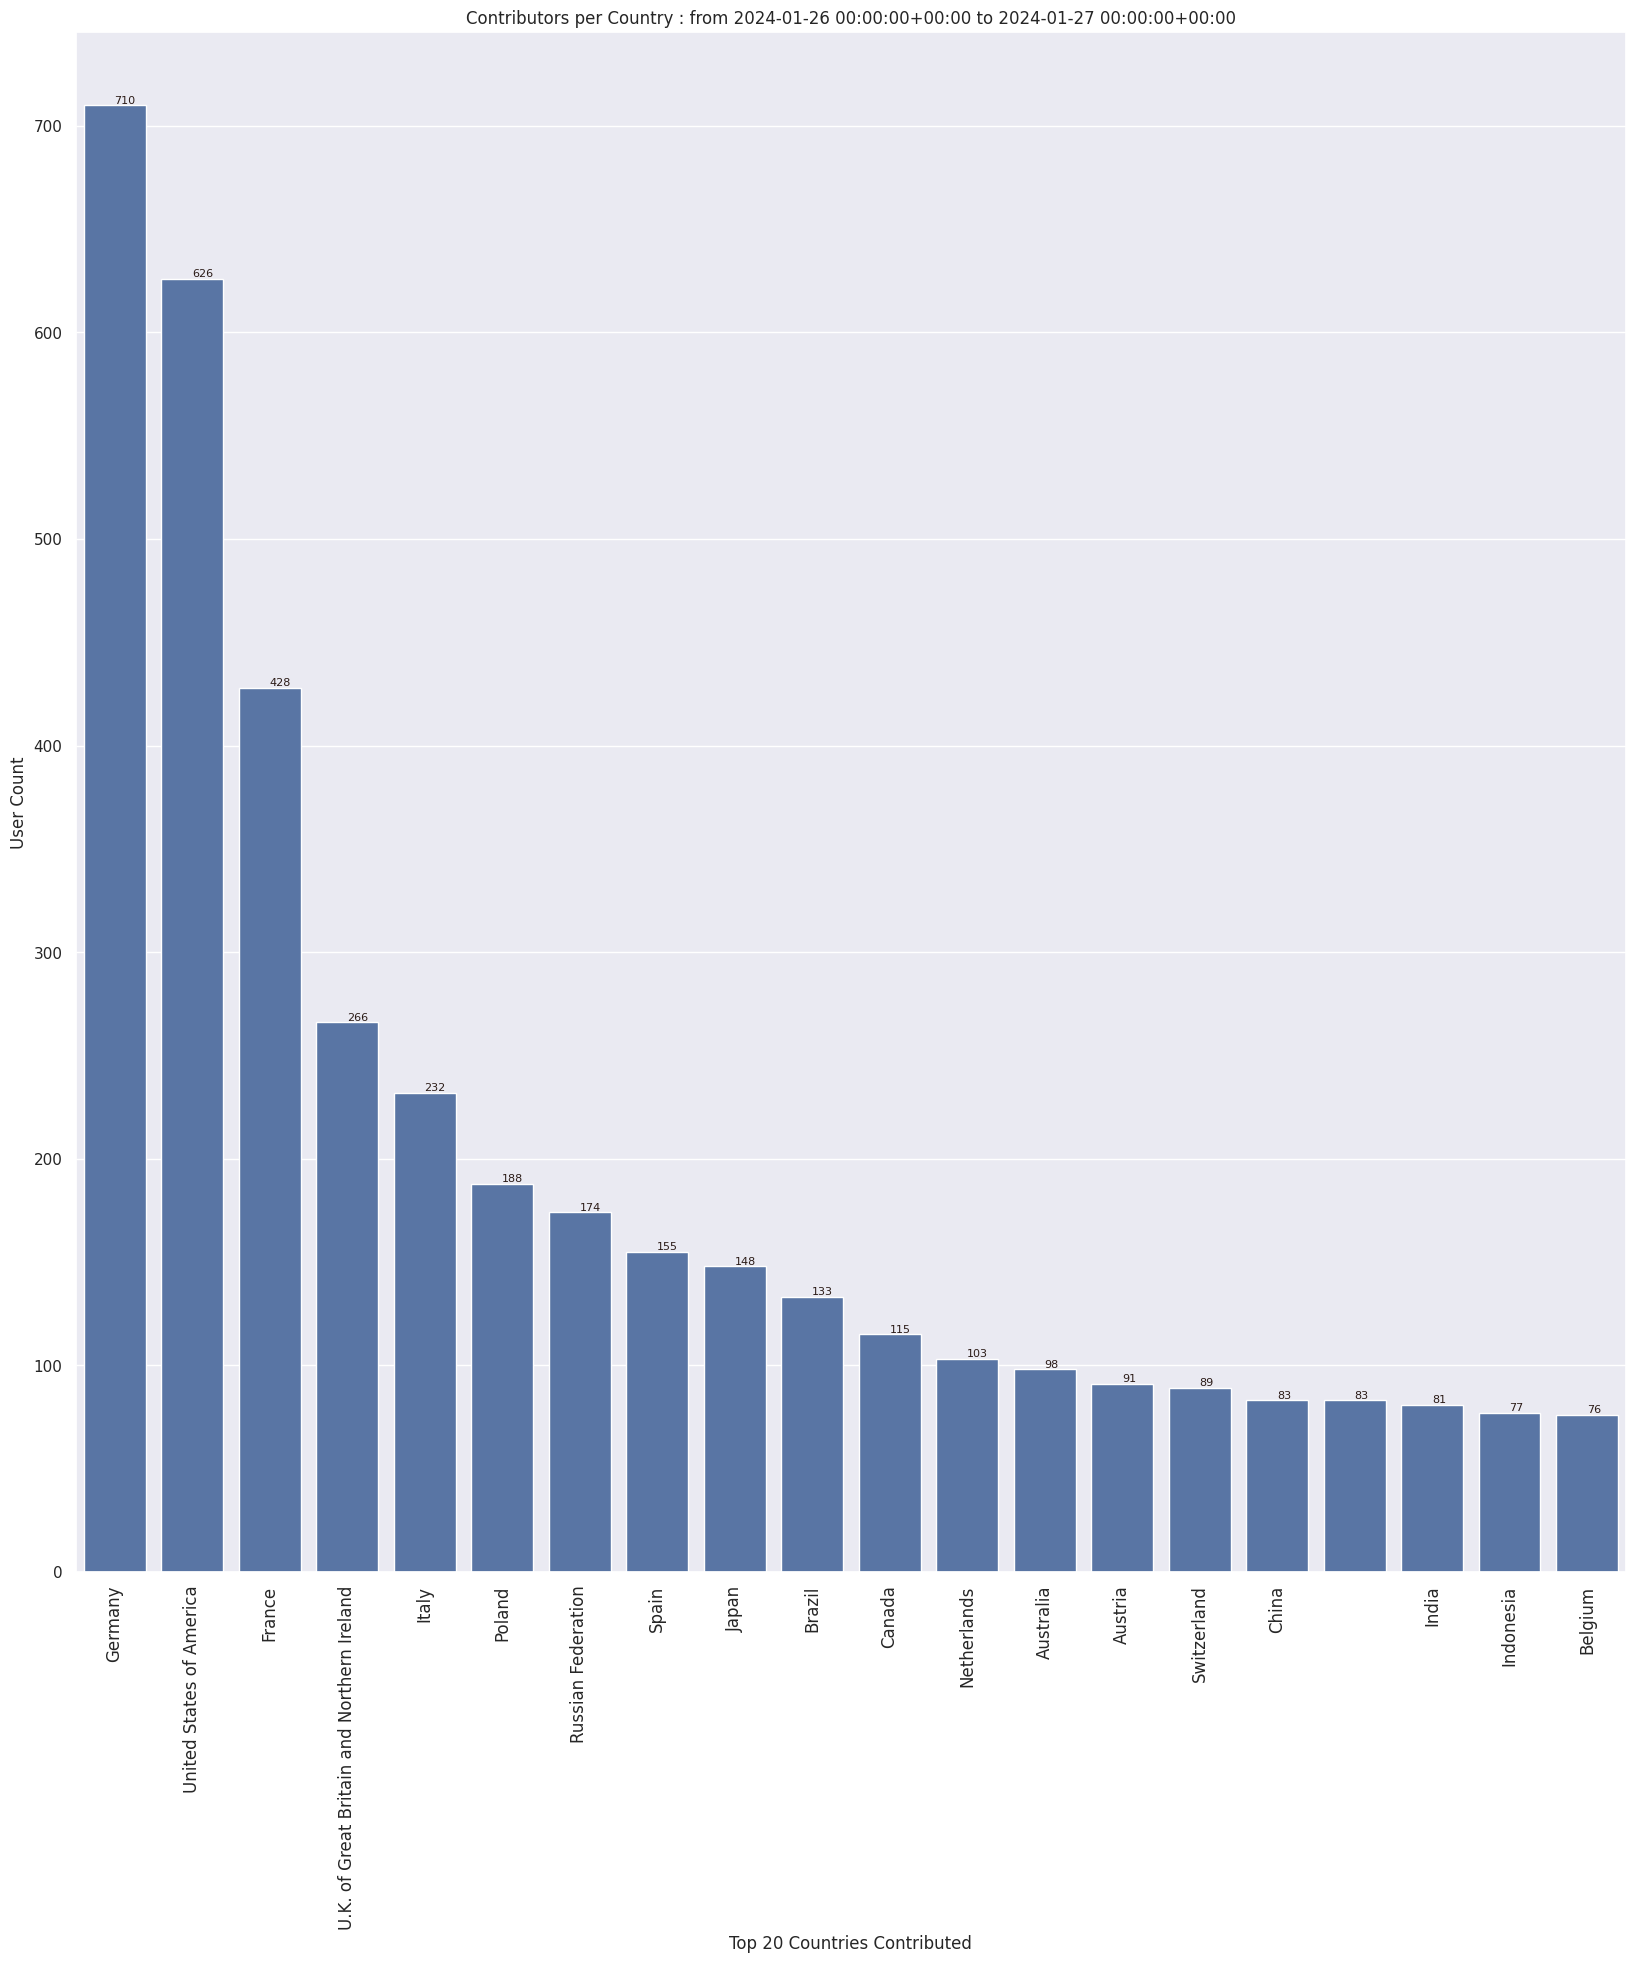 Contributors per Country : from 2024-01-26 00:00:00+00:00 to 2024-01-27 00:00:00+00:00
User Count
700
600
500
400
300
200
100
0
710
626
428
266
232
188
174
155
148
133
115
103
98
91
89
83
83
81
77
76
Germany
United States of America
France
U.K. of Great Britain and Northern Ireland
Italy
Poland
Russian Federation
Spain
Japan
Brazil
Canada
Netherlands
Australia
Austria
Switzerland
China
India
Indonesia
Belgium
Top 20 Countries Contributed